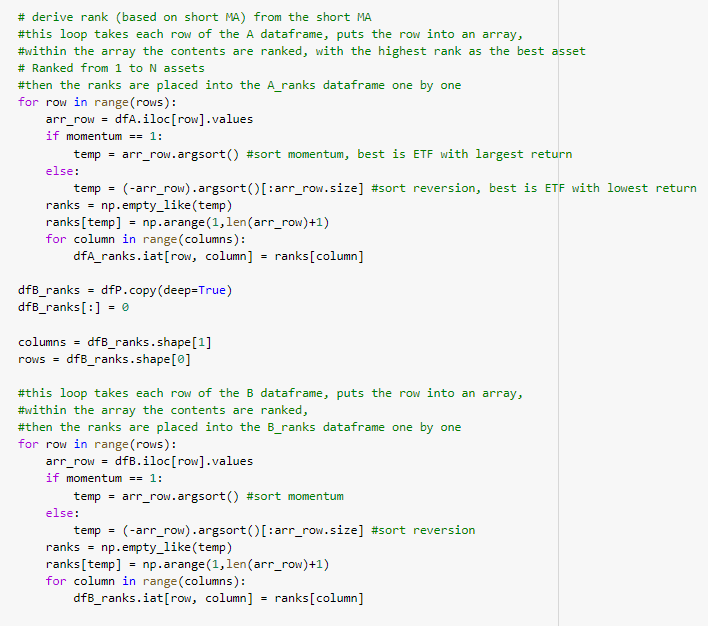 # derive rank (based on short MA) from the short MA
#this loop takes each row of the A dataframe, puts the row into an array,
#within the array the contents are ranked, with the highest rank as the best asset
# Ranked from 1 to N assets
#then the ranks are placed into the A_ranks dataframe one by one
for row in range(rows):
    arr_row = dfA.iloc[row].values
    if momentum == 1:
        temp = arr_row.argsort() #sort momentum, best is ETF with largest return
    else:
        temp = (-arr_row).argsort()[:arr_row.size] #sort reversion, best is ETF with lowest return
    ranks = np.empty_like(temp)
    ranks[temp] = np.arange(1,len(arr_row)+1)
    for column in range(columns):
        dfA_ranks.iat[row, column] = ranks[column]

dfB_ranks = dfP.copy(deep=True)
dfB_ranks[:] = 0

columns = dfB_ranks.shape[1]
rows = dfB_ranks.shape[0]

#this loop takes each row of the B dataframe, puts the row into an array,
#within the array the contents are ranked,
#then the ranks are placed into the B_ranks dataframe one by one
for row in range(rows):
    arr_row = dfB.iloc[row].values
    if momentum == 1:
        temp = arr_row.argsort() #sort momentum
    else:
        temp = (-arr_row).argsort()[:arr_row.size] #sort reversion
    ranks = np.empty_like(temp)
    ranks[temp] = np.arange(1,len(arr_row)+1)
    for column in range(columns):
        dfB_ranks.iat[row, column] = ranks[column]